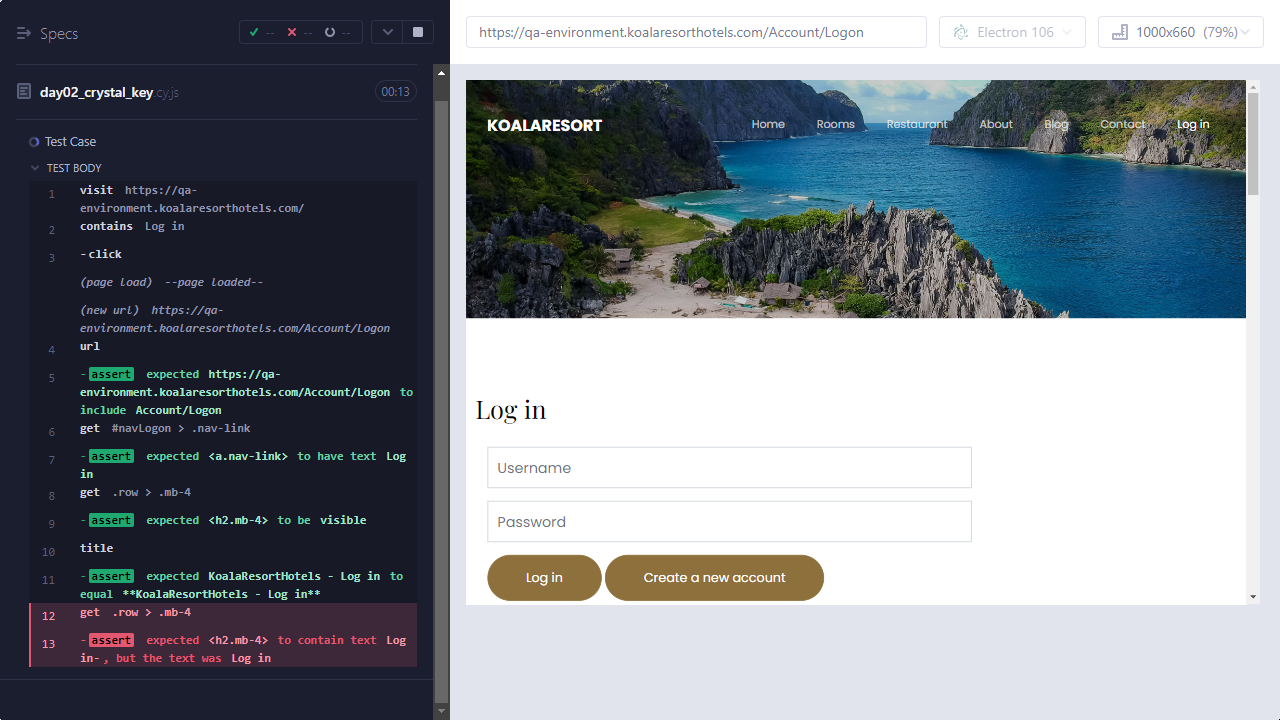 Specs
-- -- --
day02_crystal_key.cy.js 00:13
Test Case
TEST BODY
1 visit https://qa-
environment.koalaresorthotels.com/
2 contains Log in
3 -click
(page load) --page loaded--
(new url) https://qa-
environment.koalaresorthotels.com/Account/Logon
4 url
5 -assert expected https://qa-
environment.koalaresorthotels.com/Account/Logon to
include Account/Logon
6 get #navLogon > .nav-link
7 -assert expected <a.nav-link> to have text Log
in
8 get .row > .mb-4
9 -assert expected <h2.mb-4> to be visible
10 title
11 -assert expected KoalaResortHotels - Log in to
equal **KoalaResortHotels - Log in**
12 get .row > .mb-4
13 -assert expected <h2.mb-4> to contain text Log
in-, but the text was Log in
https://qa-environment.koalaresorthotels.com/Account/Logon
Electron 106
1000x660 (79%)
KOALARESORT
Home Rooms Restaurant About Blog Contact Log in
Log in
Username
Password
Log in Create a new account